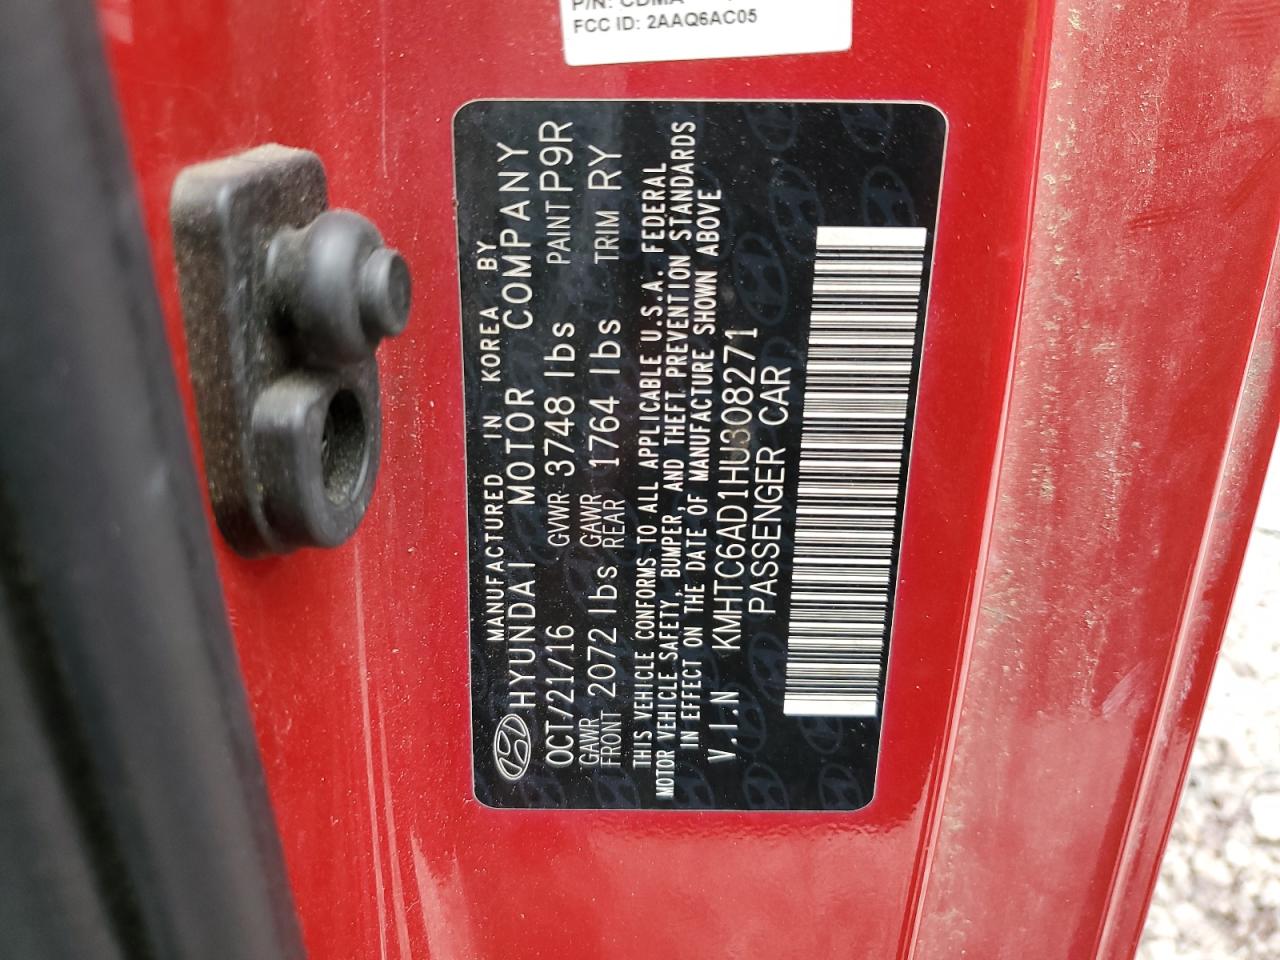 P/N: CDMA
FCC ID: 2AAQ6AC05
MANUFACTURED IN KOREA BY
HYUNDAI MOTOR COMPANY
OCT/21/16 GVWR 3748 lbs PAINT P9R
GAWR FRONT 2072 lbs GAWR REAR 1764 lbs TRIM RY
THIS VEHICLE CONFORMS TO ALL APPLICABLE U.S.A. FEDERAL
MOTOR VEHICLE SAFETY, BUMPER, AND THEFT PREVENTION STANDARDS
IN EFFECT ON THE DATE OF MANUFACTURE SHOWN ABOVE
V.I.N KMHTC6AD1HU308271
PASSENGER CAR